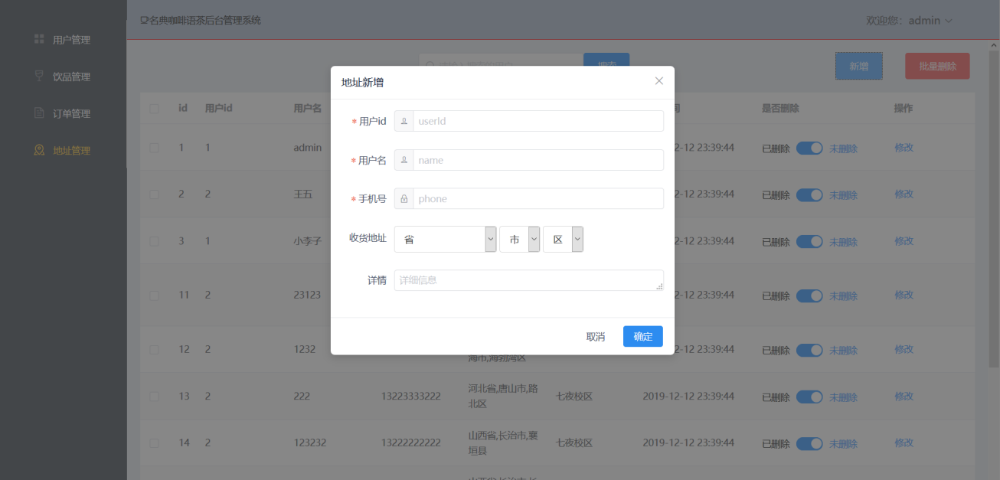 名典咖啡语茶后台管理系统
欢迎您：admin
用户管理
饮品管理
订单管理
地址管理
搜索
新增
批量删除
id 用户id 用户名 是否删除 操作
1 1 admin 2-12 23:39:44 已删除 未删除 修改
2 2 王五 2-12 23:39:44 已删除 未删除 修改
3 1 小李子 2-12 23:39:44 已删除 未删除 修改
11 2 23123 2-12 23:39:44 已删除 未删除 修改
12 2 1232 海市,海勃湾区 2-12 23:39:44 已删除 未删除 修改
13 2 222 13223333222 河北省,唐山市,路
北区 七夜校区 2019-12-12 23:39:44 已删除 未删除 修改
14 2 123232 13222222222 山西省,长治市,襄
垣县 七夜校区 2019-12-12 23:39:44 已删除 未删除 修改
地址新增
* 用户id userId
* 用户名 name
* 手机号 phone
收货地址 省 市 区
详情 详细信息
取消 确定